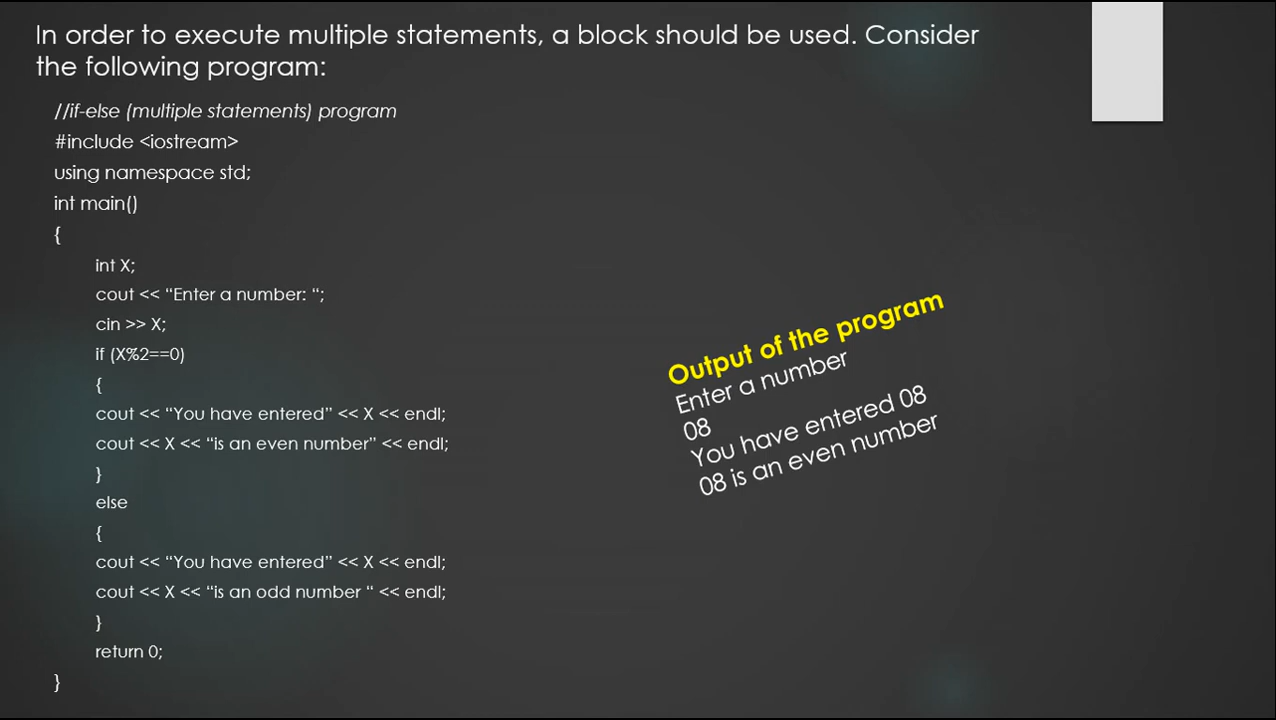 In order to execute multiple statements, a block should be used. Consider
the following program:
//if-else (multiple statements) program
#include <iostream>
using namespace std;
int main()
{
int X;
cout << “Enter a number: “;
cin >> X;
if (X%2==0)
{
cout << “You have entered” << X << endl;
cout << X << “is an even number” << endl;
}
else
{
cout << “You have entered” << X << endl;
cout << X << “is an odd number “ << endl;
}
return 0;
}
Output of the program
Enter a number
08
You have entered 08
08 is an even number